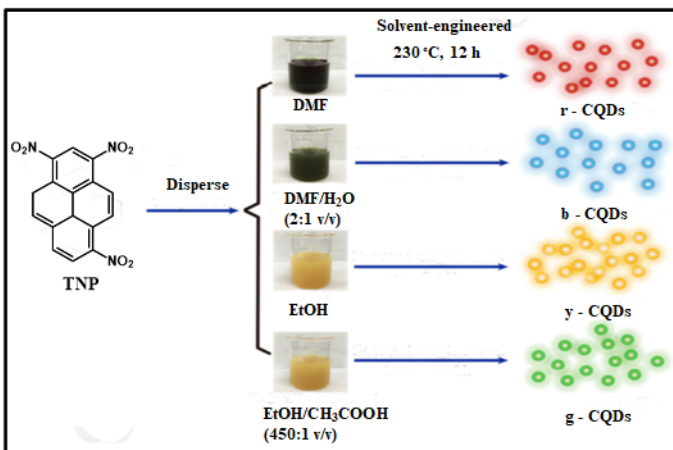 Solvent-engineered
230 °C, 12 h
DMF
r - CQDs
O₂N
NO₂
NO₂
TNP
Disperse
DMF/H₂O
(2:1 v/v)
b - CQDs
EtOH
y - CQDs
EtOH/CH₃COOH
(450:1 v/v)
g - CQDs